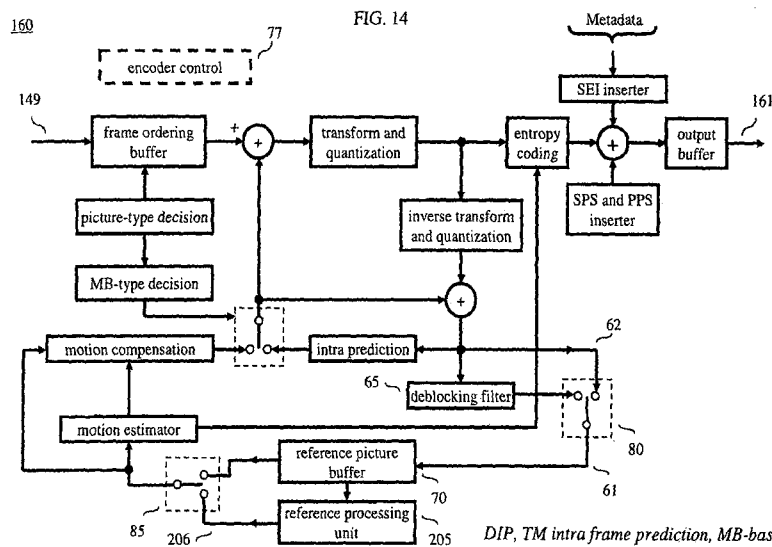 160
FIG. 14
77
Metadata
encoder control
SEI inserter
149
161
frame ordering
buffer
+
+
transform and
quantization
entropy
coding
+
output
buffer
picture-type decision
inverse transform
and quantization
SPS and PPS
inserter
MB-type decision
+
62
motion compensation
intra prediction
65
deblocking filter
80
motion estimator
61
reference picture
buffer
70
85
reference processing
unit
205
206
DIP, TM intra frame prediction, MB-bas